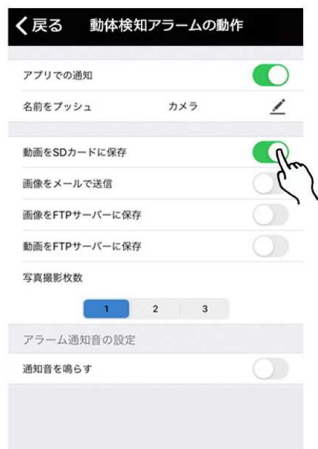 戻る 動体検知アラームの動作
アプリでの通知
名前をプッシュ カメラ
動画をSDカードに保存
画像をメールで送信
画像をFTPサーバーに保存
動画をFTPサーバーに保存
写真撮影枚数
1 2 3
アラーム通知音の設定
通知音を鳴らす